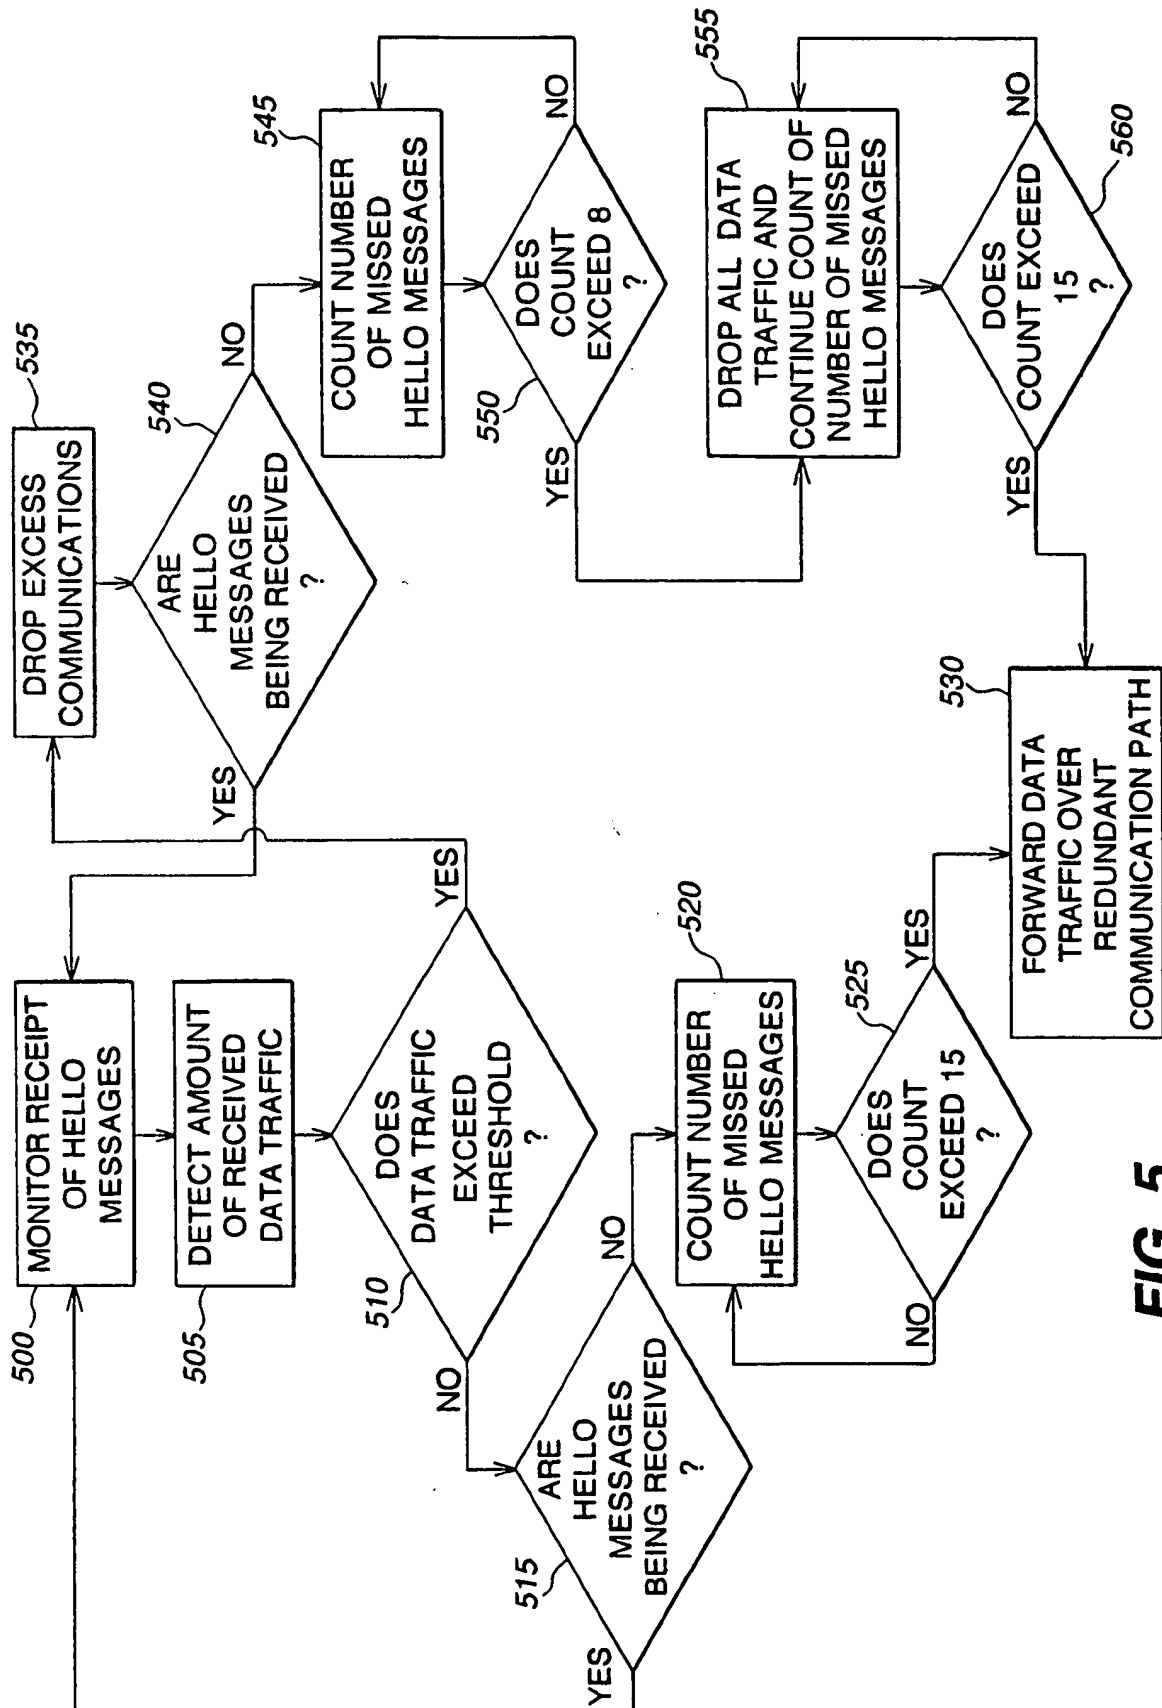 500
MONITOR RECEIPT
OF HELLO
MESSAGES
505
DETECT AMOUNT
OF RECEIVED
DATA TRAFFIC
510
DOES
DATA TRAFFIC
EXCEED
THRESHOLD
?
NO
YES
515
ARE
HELLO
MESSAGES
BEING RECEIVED
?
YES
NO
520
COUNT NUMBER
OF MISSED
HELLO MESSAGES
525
DOES
COUNT
EXCEED 15
?
NO
YES
530
FORWARD DATA
TRAFFIC OVER
REDUNDANT
COMMUNICATION PATH
535
DROP EXCESS
COMMUNICATIONS
540
ARE
HELLO
MESSAGES
BEING RECEIVED
?
YES
NO
545
COUNT NUMBER
OF MISSED
HELLO MESSAGES
550
DOES
COUNT
EXCEED 8
?
YES
NO
555
DROP ALL DATA
TRAFFIC AND
CONTINUE COUNT OF
NUMBER OF MISSED
HELLO MESSAGES
560
DOES
COUNT EXCEED
15
?
YES
NO
FIG. 5